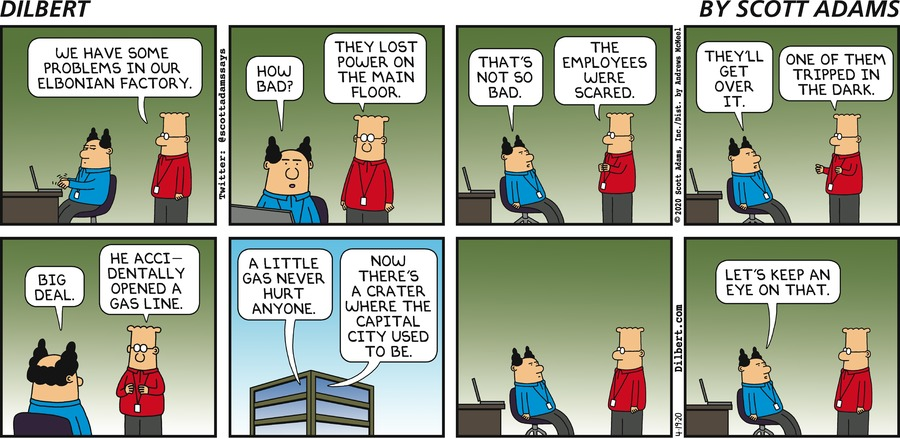 DILBERT
BY SCOTT ADAMS
WE HAVE SOME
PROBLEMS IN OUR
ELBONIAN FACTORY.
Twitter: @scottadamssays
HOW
BAD?
THEY LOST
POWER ON
THE MAIN
FLOOR.
THAT'S
NOT SO
BAD.
THE
EMPLOYEES
WERE
SCARED.
©2020 Scott Adams, Inc./Dist. by Andrews McMeel
THEY'LL
GET
OVER
IT.
ONE OF THEM
TRIPPED IN
THE DARK.
BIG
DEAL.
HE ACCI-
DENTALLY
OPENED A
GAS LINE.
A LITTLE
GAS NEVER
HURT
ANYONE.
NOW
THERE'S
A CRATER
WHERE THE
CAPITAL
CITY USED
TO BE.
4-19-20
Dilbert.com
LET'S KEEP AN
EYE ON THAT.